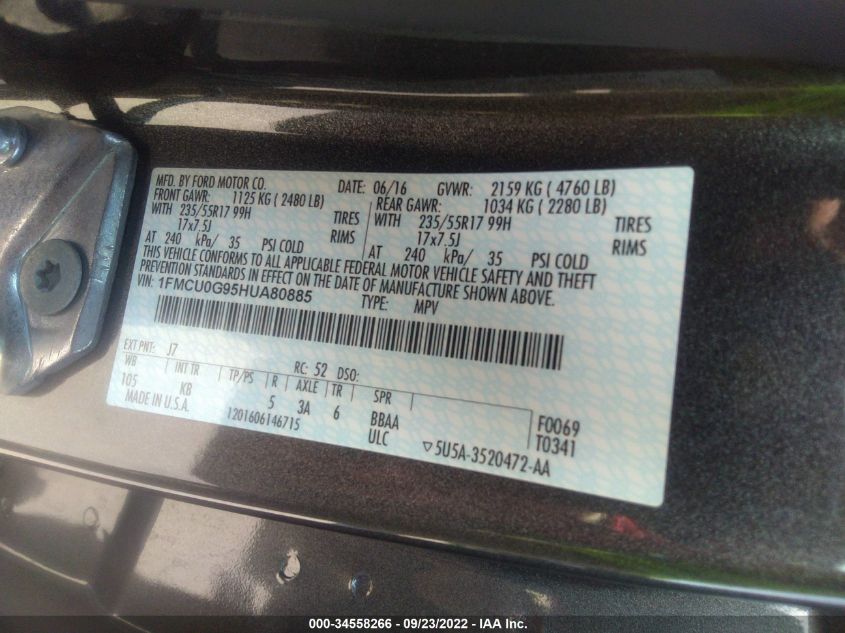 MFD. BY FORD MOTOR CO. DATE: 06/16 GVWR: 2159 KG ( 4760 LB)
FRONT GAWR: 1125 KG ( 2480 LB) REAR GAWR: 1034 KG ( 2280 LB)
WITH 235/55R17 99H TIRES WITH 235/55R17 99H TIRES
17x7.5J RIMS 17x7.5J RIMS
AT 240 kPa/ 35 PSI COLD AT 240 kPa/ 35 PSI COLD
THIS VEHICLE CONFORMS TO ALL APPLICABLE FEDERAL MOTOR VEHICLE SAFETY AND THEFT
PREVENTION STANDARDS IN EFFECT ON THE DATE OF MANUFACTURE SHOWN ABOVE.
VIN: 1FMCU0G95HUA80885 TYPE: MPV
EXT PNT: J7 RC: 52 DSO:
WB INT TR TP/PS R AXLE TR SPR
105 KB 5 3A 6 BBAA F0069
MADE IN U.S.A. 1201606146715 ULC T0341
▽5U5A-3520472-AA
000-34558266 - 09/23/2022 - IAA Inc.